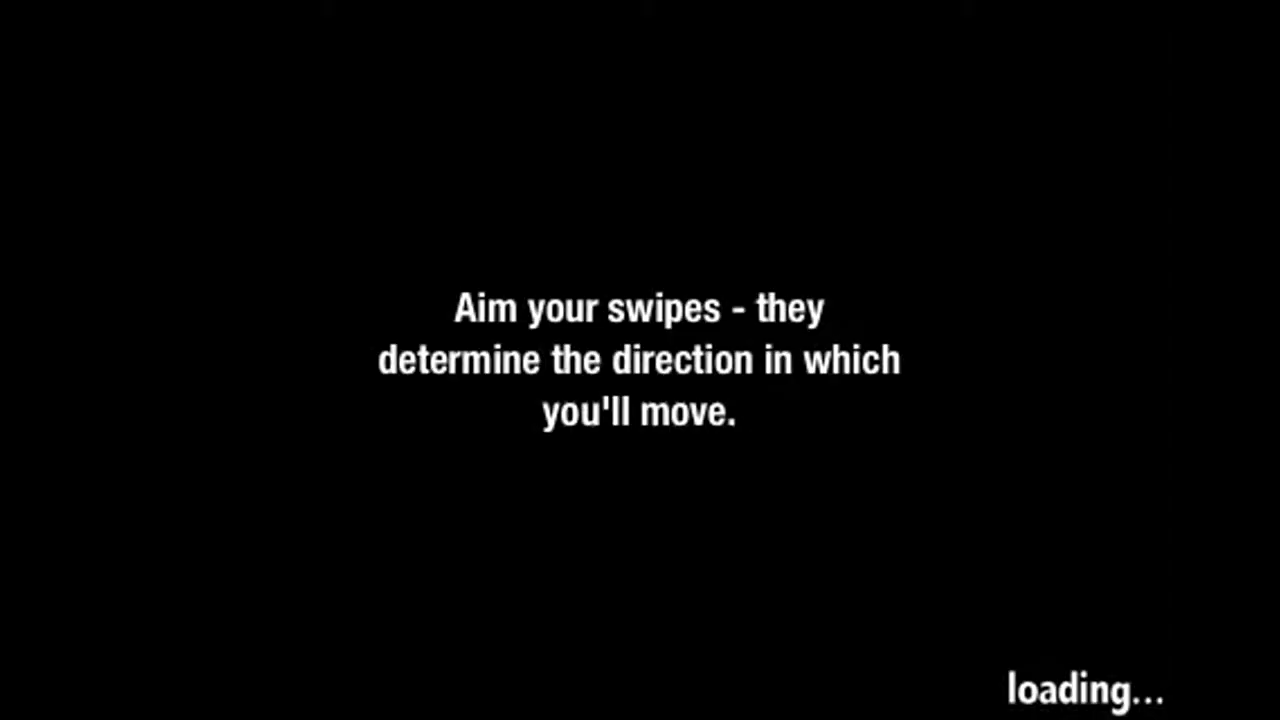 Aim your swipes - they
determine the direction in which
you'll move.
loading...